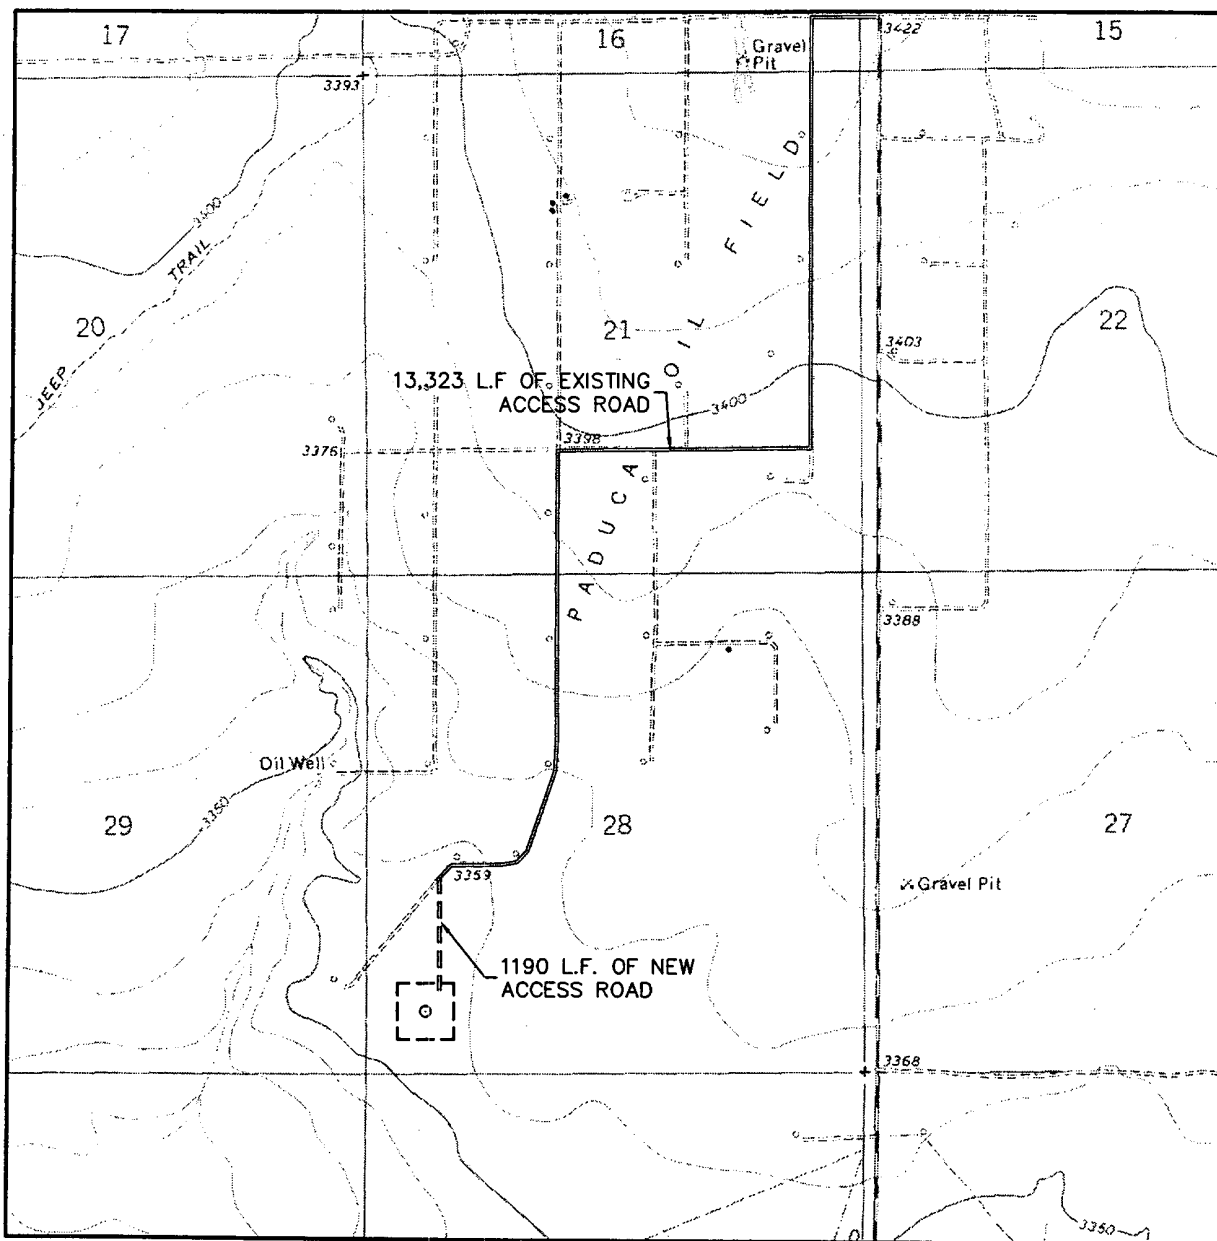 17
16
15
3422
Gravel
Pit
3393
3400
JEEP TRAIL
20
21
22
OIL FIELD
3403
13,323 L.F OF EXISTING
ACCESS ROAD
3400
3398
3376
PADUCA
3388
Oil Well
3350
29
28
27
3359
Gravel Pit
1190 L.F. OF NEW
ACCESS ROAD
3368
3350